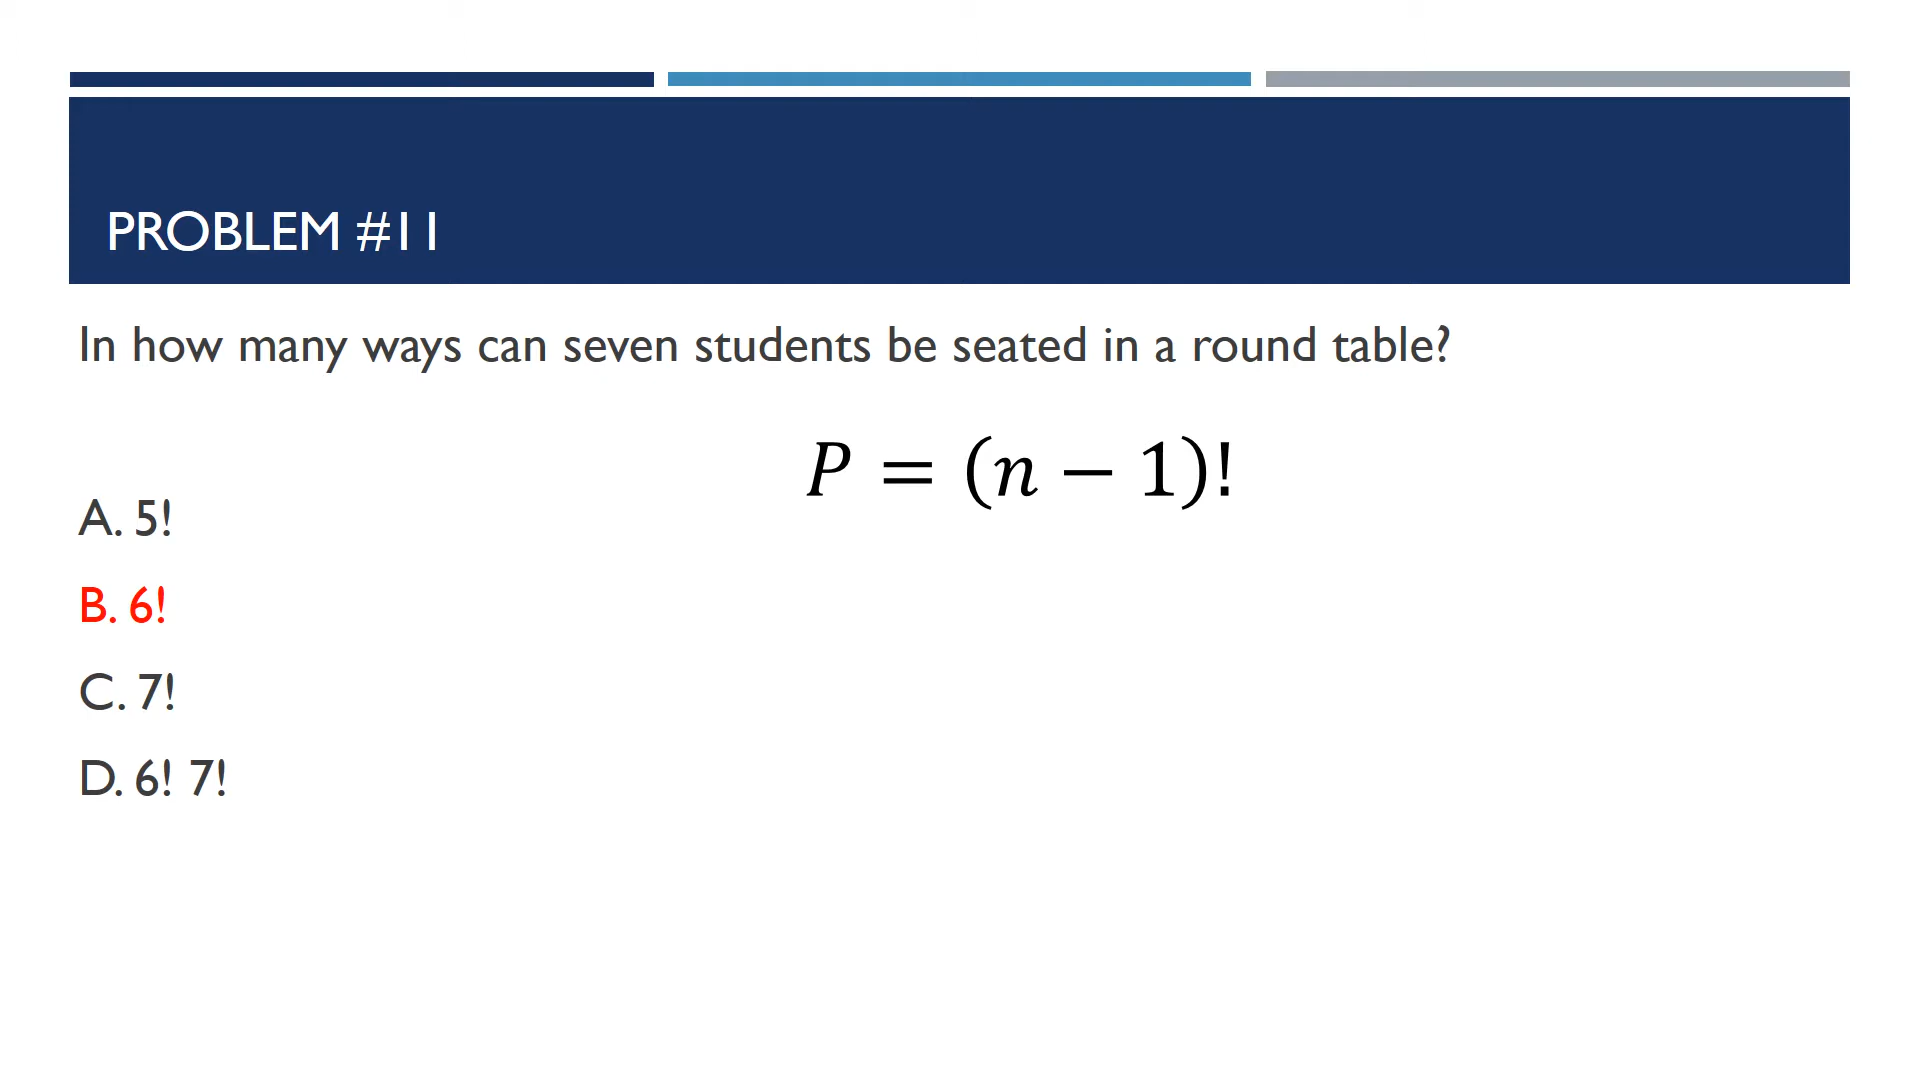 PROBLEM #11
In how many ways can seven students be seated in a round table?
P = (n − 1)!
A. 5!
B. 6!
C. 7!
D. 6! 7!